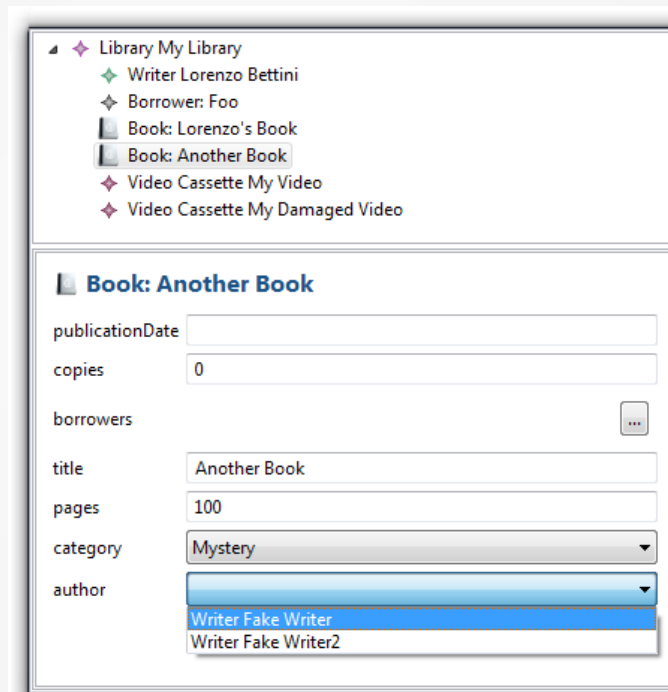 Library My Library
Writer Lorenzo Bettini
Borrower: Foo
Book: Lorenzo's Book
Book: Another Book
Video Cassette My Video
Video Cassette My Damaged Video
Book: Another Book
publicationDate
copies 0
borrowers ...
title Another Book
pages 100
category Mystery
author
Writer Fake Writer
Writer Fake Writer2